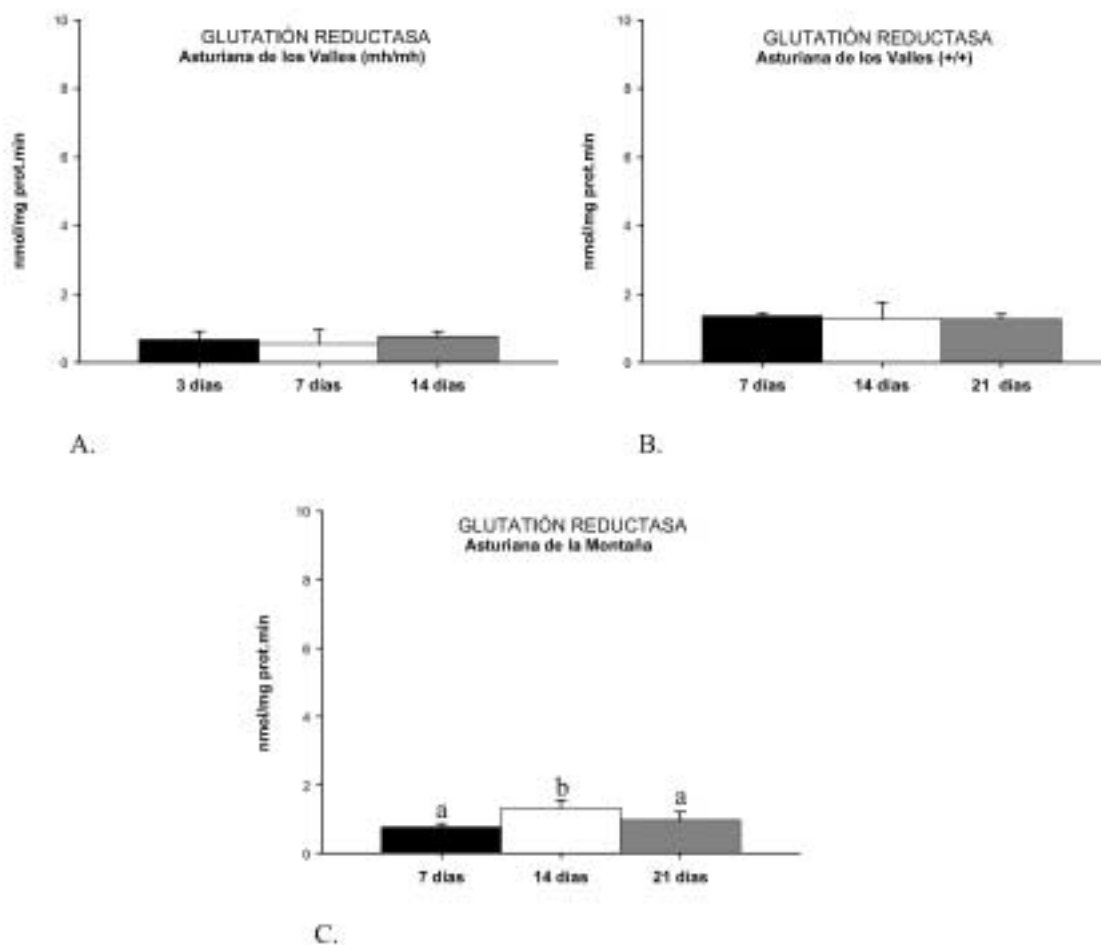 GLUTATIÓN REDUCTASA
Asturiana de los Valles (mh/mh)
nmol/mg prot.min
10
8
6
4
2
0
3 días
7 días
14 días
A.
GLUTATIÓN REDUCTASA
Asturiana de los Valles (+/+)
nmol/mg prot.min
10
8
6
4
2
0
7 días
14 días
21 días
B.
GLUTATIÓN REDUCTASA
Asturiana de la Montaña
nmol/mg prot.min
10
8
6
4
2
0
a
b
a
7 días
14 días
21 días
C.